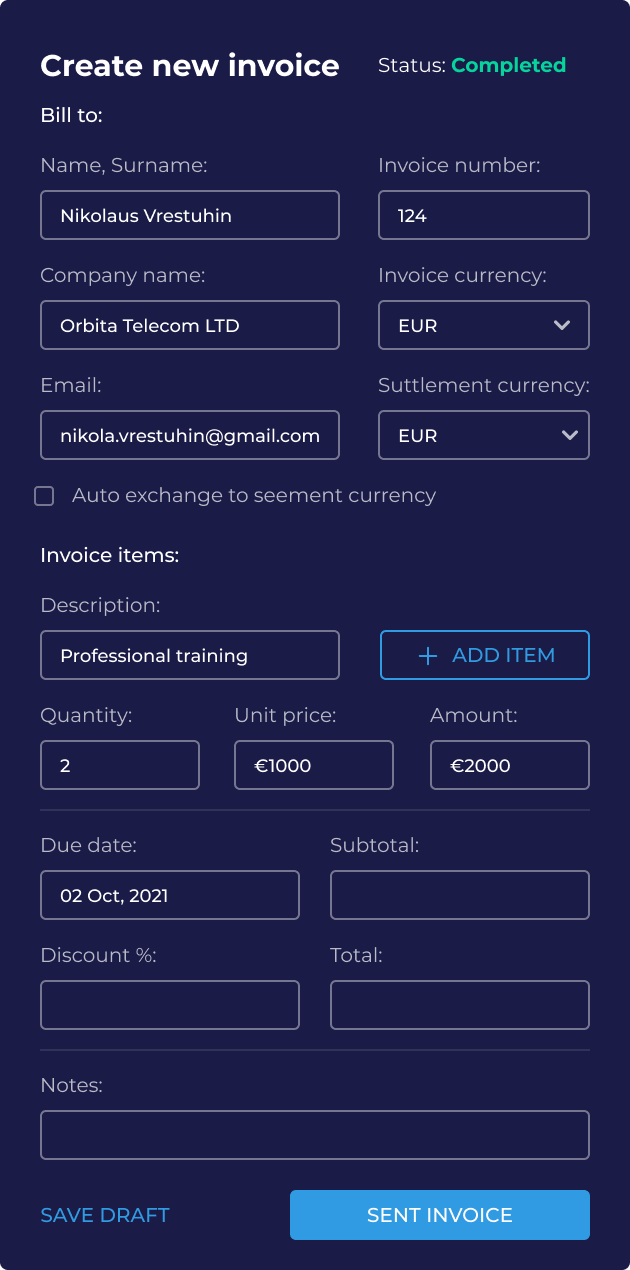 Create new invoice
Status: Completed
Bill to:
Name, Surname:
Invoice number:
Nikolaus Vrestuhin
124
Company name:
Invoice currency:
Orbita Telecom LTD
EUR
Email:
Suttlement currency:
nikola.vrestuhin@gmail.com
EUR
Auto exchange to seement currency
Invoice items:
Description:
Professional training
ADD ITEM
Quantity:
Unit price:
Amount:
2
€1000
€2000
Due date:
Subtotal:
02 Oct, 2021
Discount %:
Total:
Notes:
SAVE DRAFT
SENT INVOICE